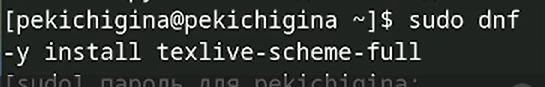 [pekichigina@pekichigina ~]$ sudo dnf
-y install texlive-scheme-full
[sudo] пароль для pekichigina: